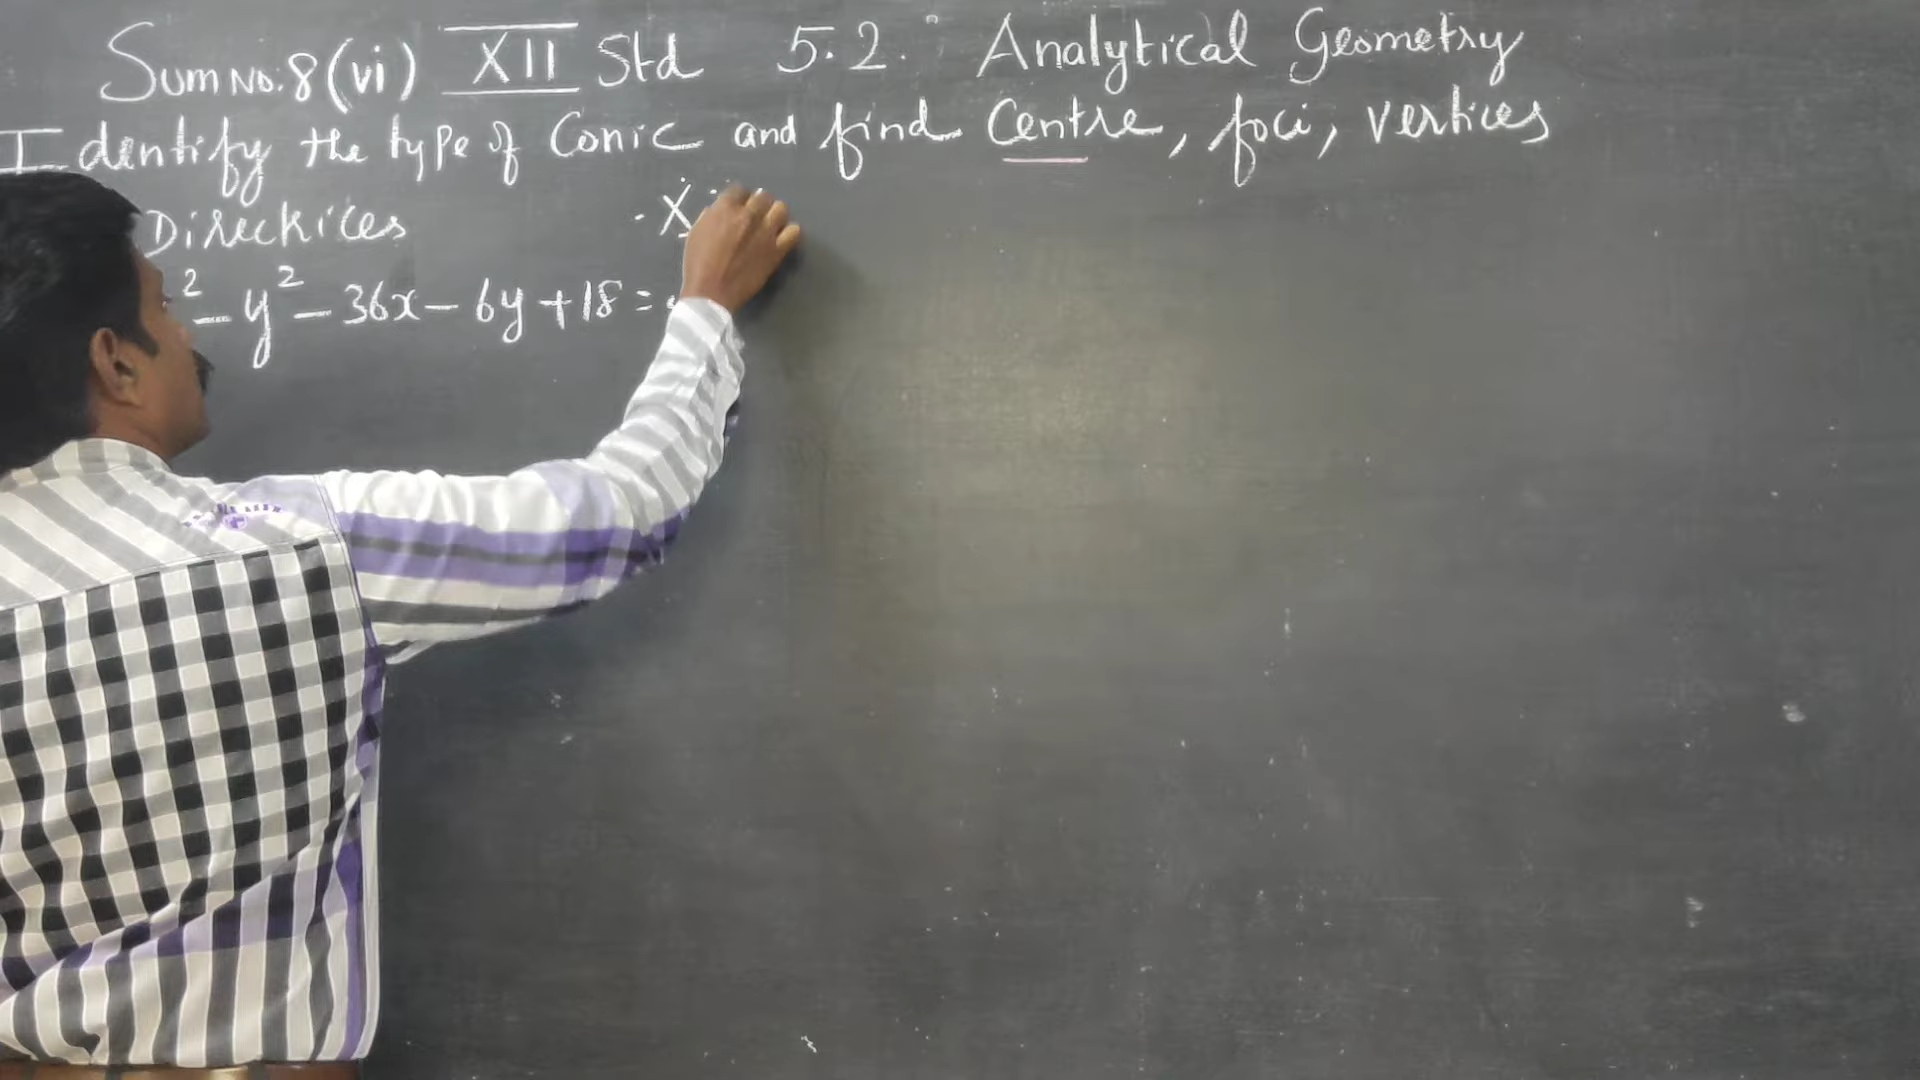 Sum No: 8 (vi) XII Std 5.2. Analytical Geometry
Identify the type of Conic and find Centre, foci, vertices
Directrices
² - y² - 36x - 6y + 18 =